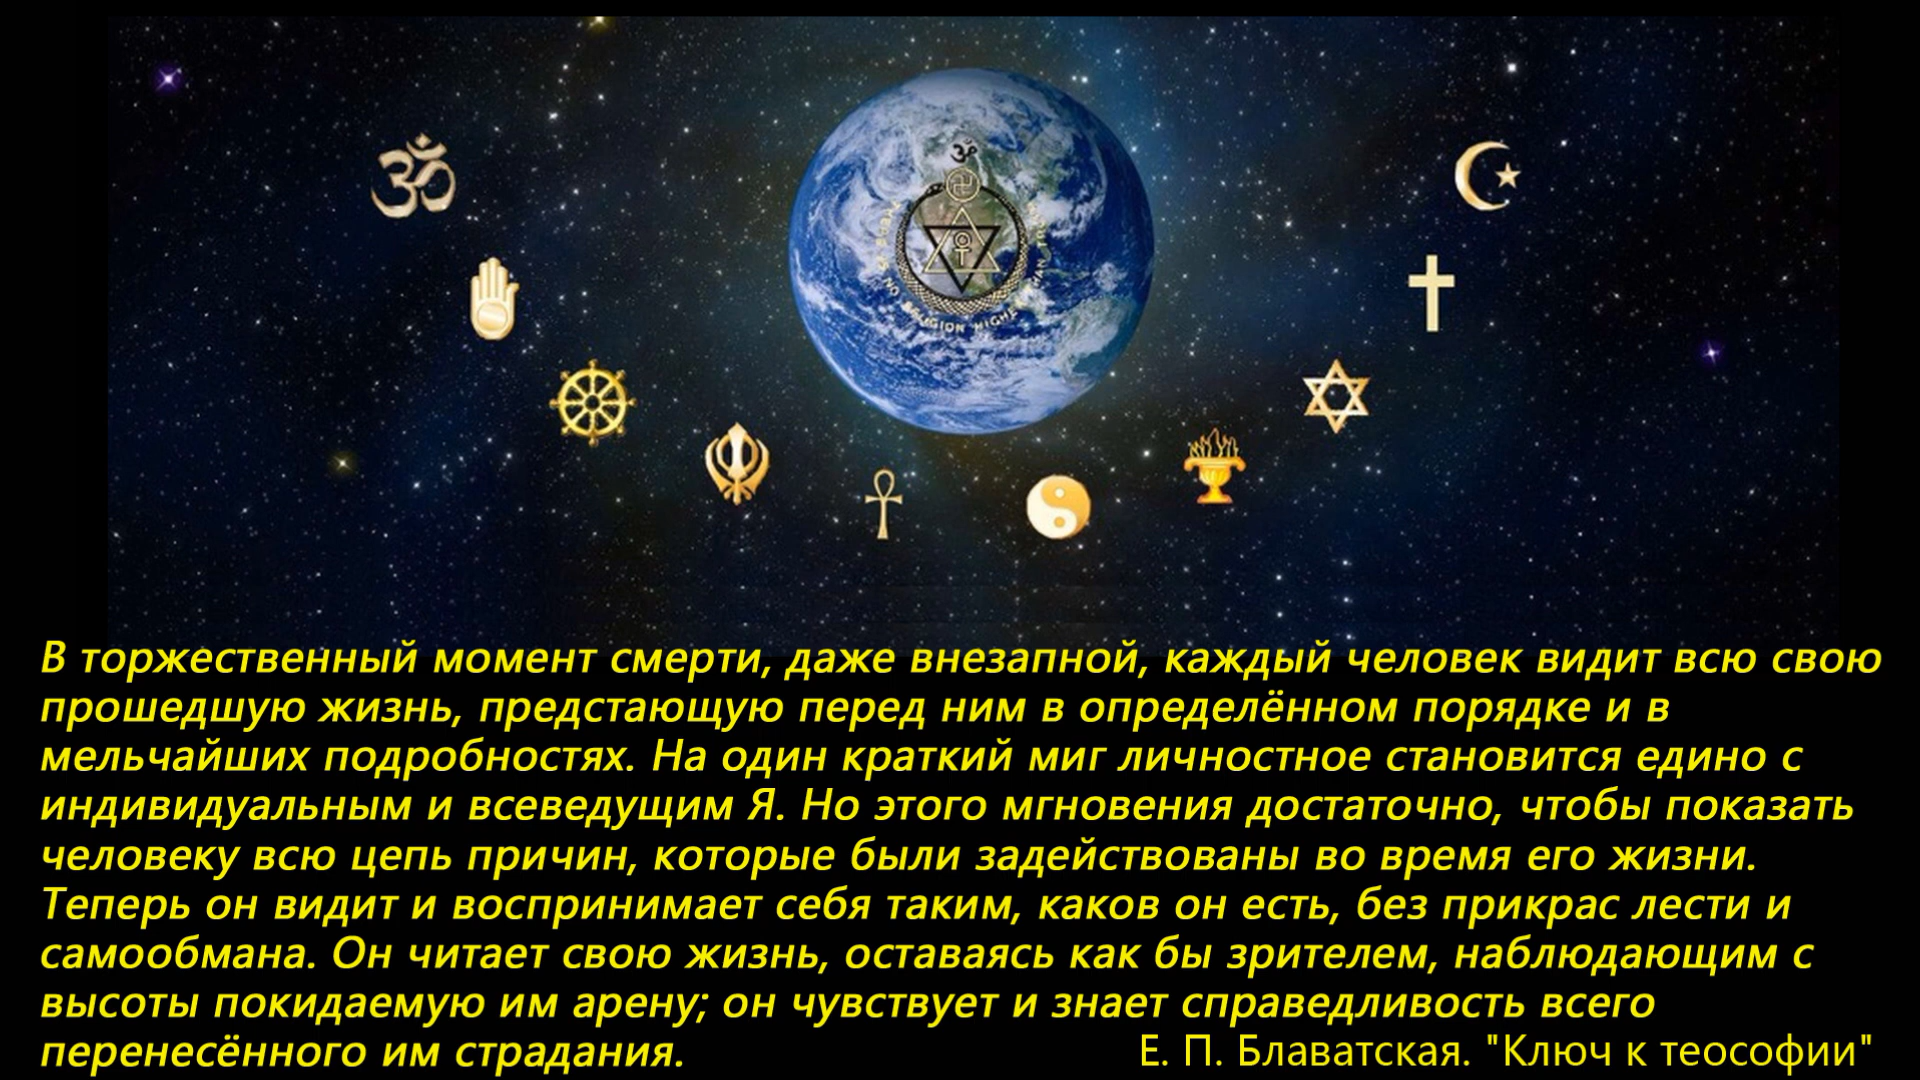 ॐ
ॐ
NO RELIGION HIGHE
В торжественный момент смерти, даже внезапной, каждый человек видит всю свою
прошедшую жизнь, предстающую перед ним в определённом порядке и в
мельчайших подробностях. На один краткий миг личностное становится едино с
индивидуальным и всеведущим Я. Но этого мгновения достаточно, чтобы показать
человеку всю цепь причин, которые были задействованы во время его жизни.
Теперь он видит и воспринимает себя таким, каков он есть, без прикрас лести и
самообмана. Он читает свою жизнь, оставаясь как бы зрителем, наблюдающим с
высоты покидаемую им арену; он чувствует и знает справедливость всего
перенесённого им страдания. Е. П. Блаватская. "Ключ к теософии"